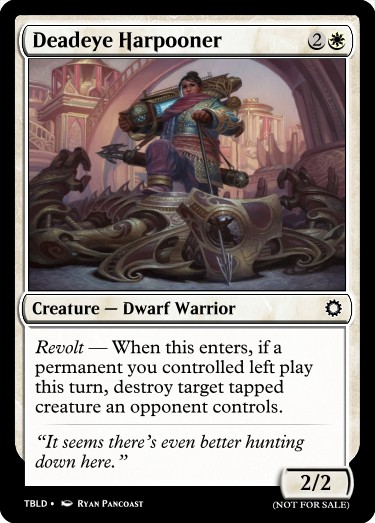 Deadeye Harpooner 2
Creature — Dwarf Warrior
Revolt — When this enters, if a
permanent you controlled left play
this turn, destroy target tapped
creature an opponent controls.
“It seems there’s even better hunting
down here.”
2/2
TBLD • Ryan Pancoast
(NOT FOR SALE)